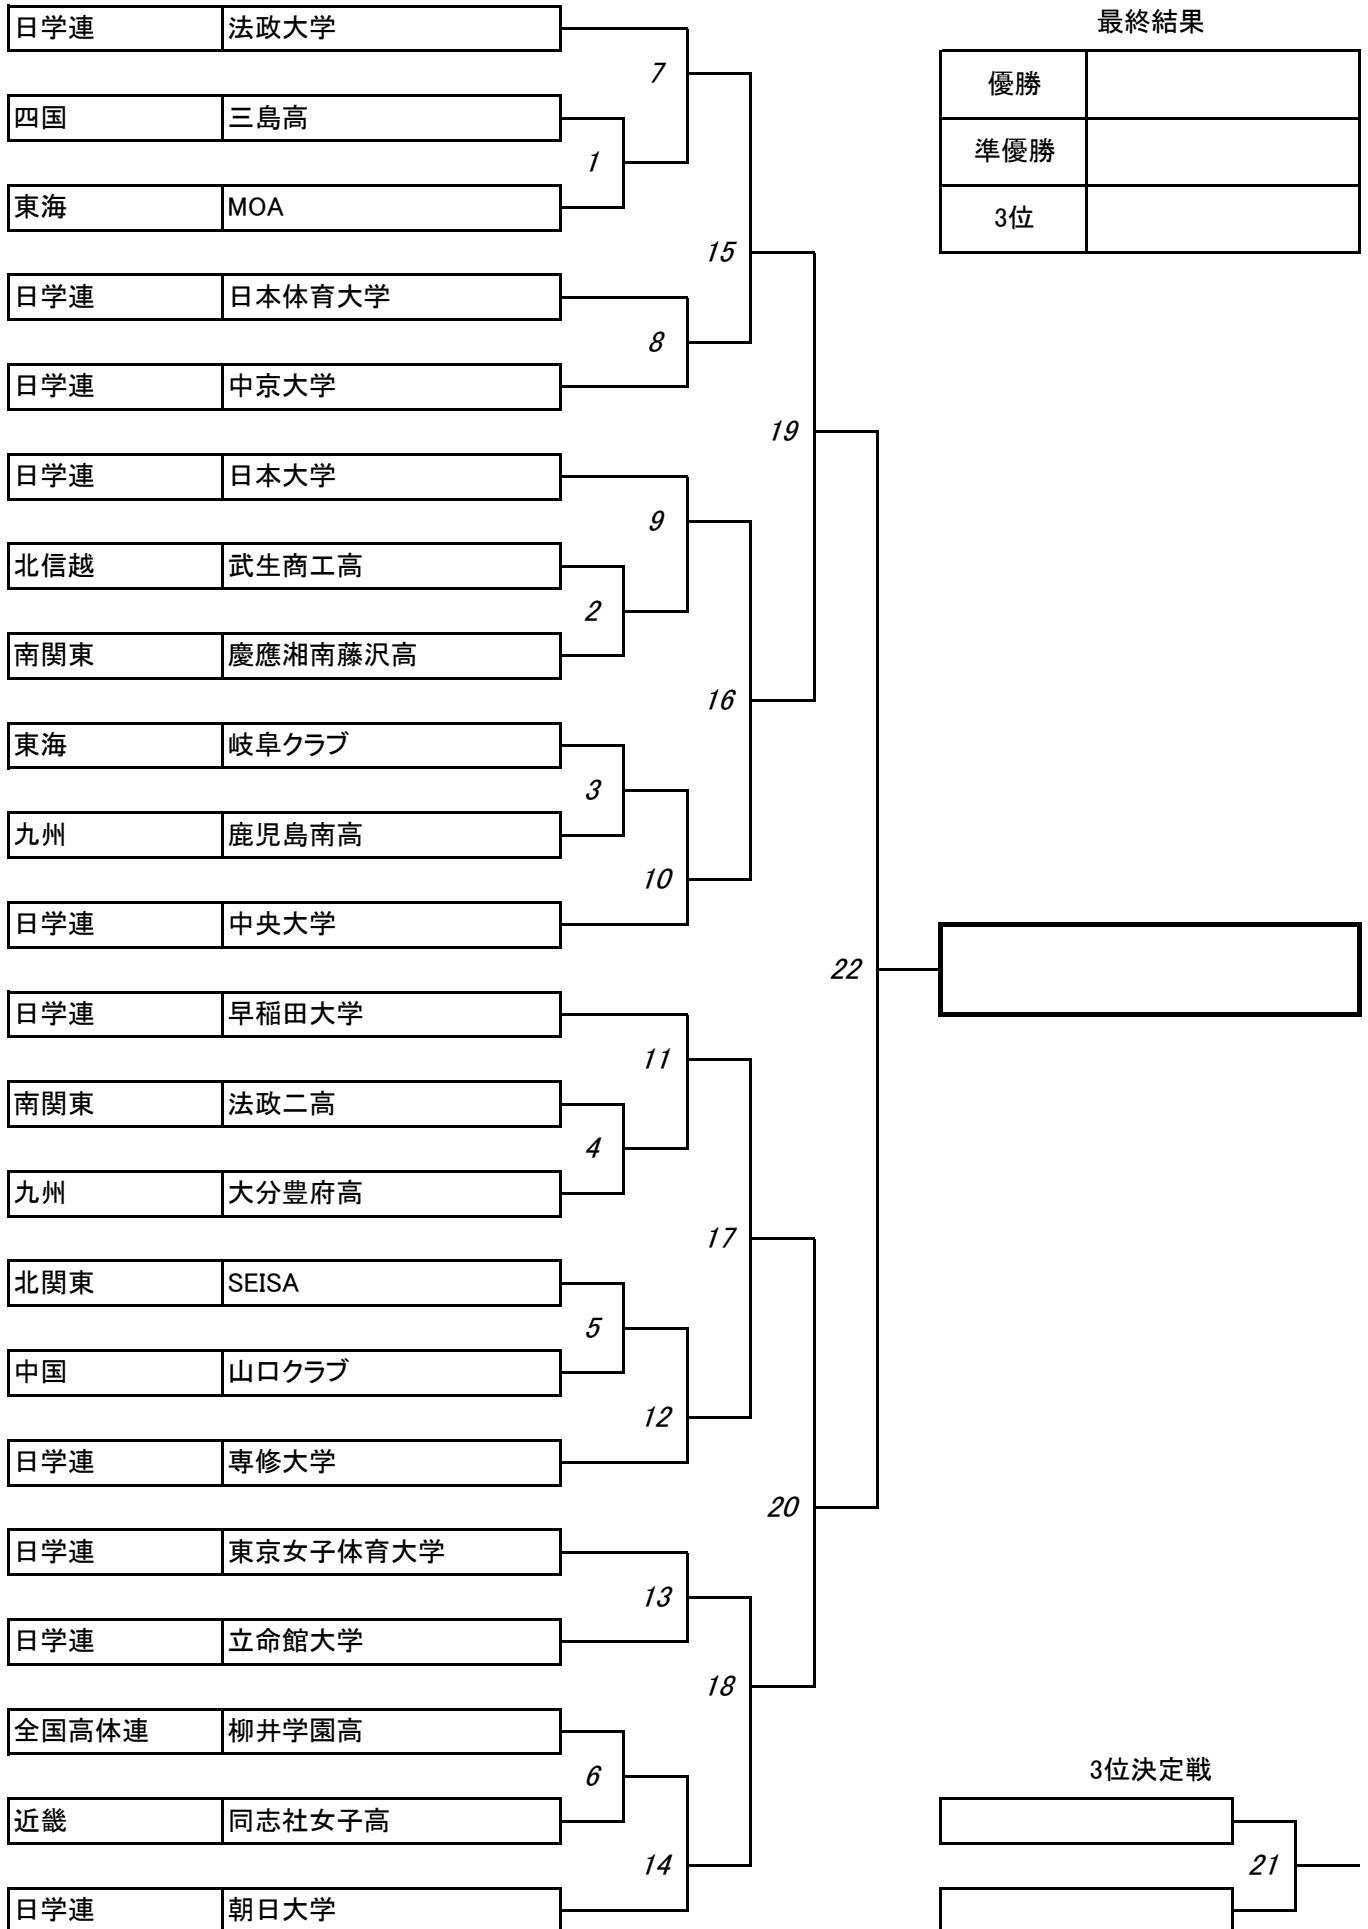 最終結果
優勝
準優勝
3位
日学連 法政大学
7
四国 三島高
1
東海 MOA
15
日学連 日本体育大学
8
日学連 中京大学
19
日学連 日本大学
9
北信越 武生商工高
2
南関東 慶應湘南藤沢高
16
東海 岐阜クラブ
3
九州 鹿児島南高
10
日学連 中央大学
22
日学連 早稲田大学
11
南関東 法政二高
4
九州 大分豊府高
17
北関東 SEISA
5
中国 山口クラブ
12
日学連 専修大学
20
日学連 東京女子体育大学
13
日学連 立命館大学
18
全国高体連 柳井学園高
6
近畿 同志社女子高
14
日学連 朝日大学
3位決定戦
21